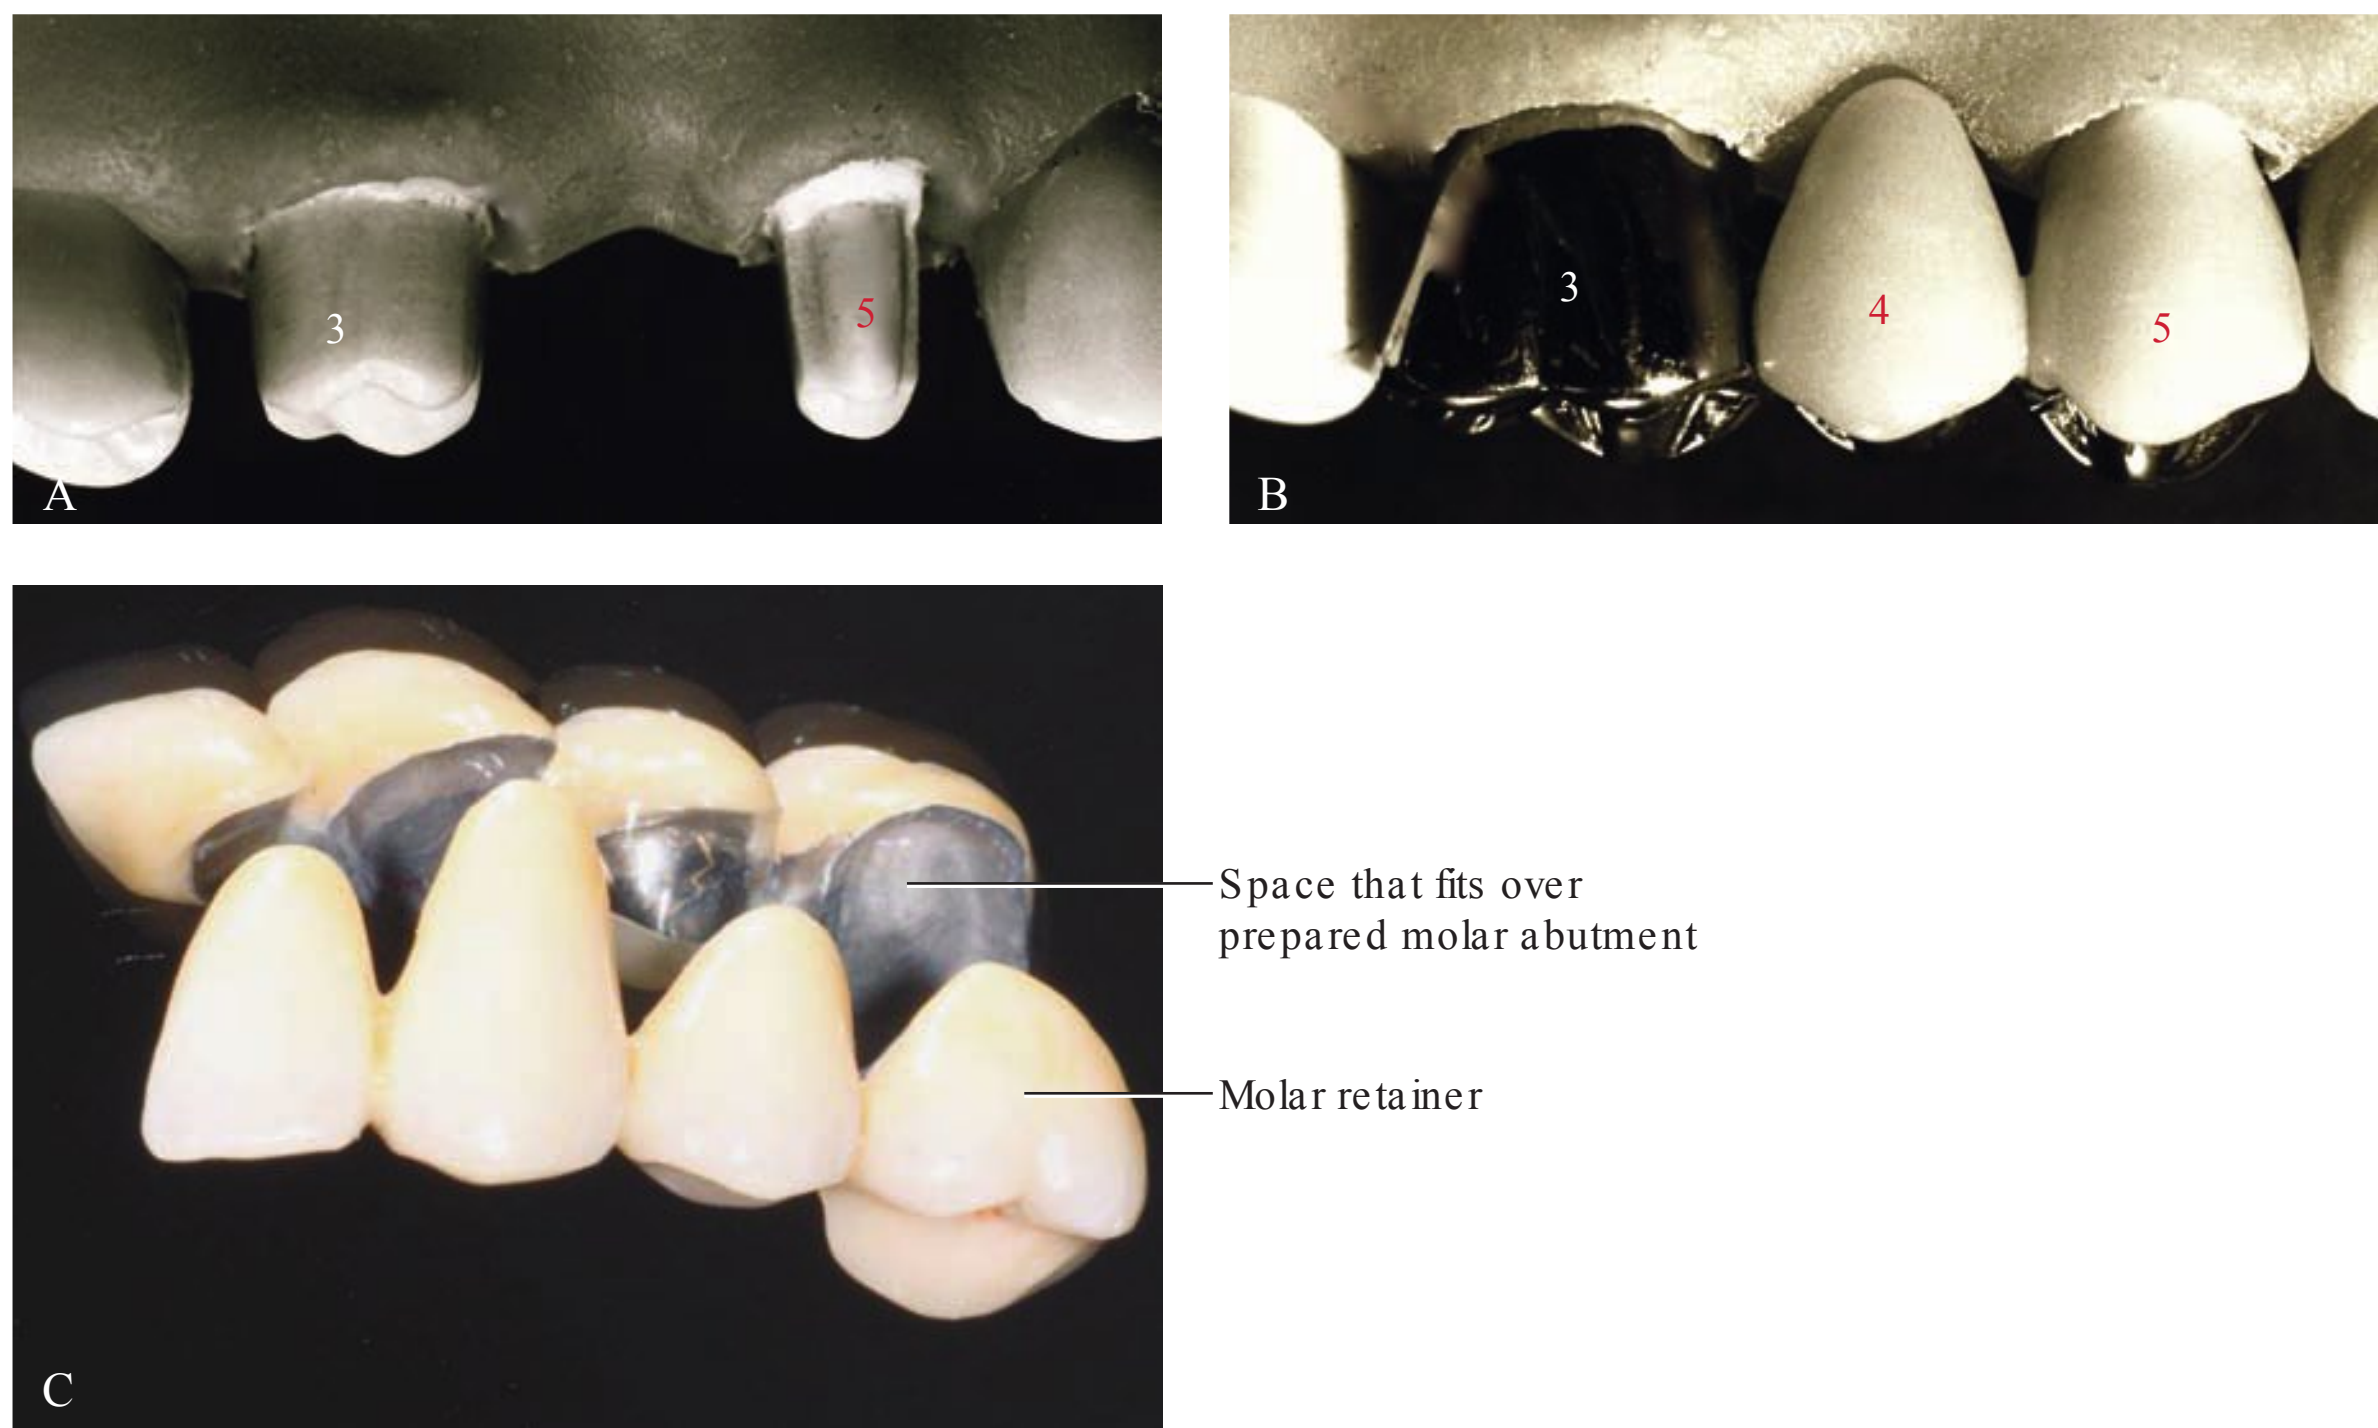 3
5
A
3
4
5
B
Space that fits over
prepared molar abutment
Molar retainer
C